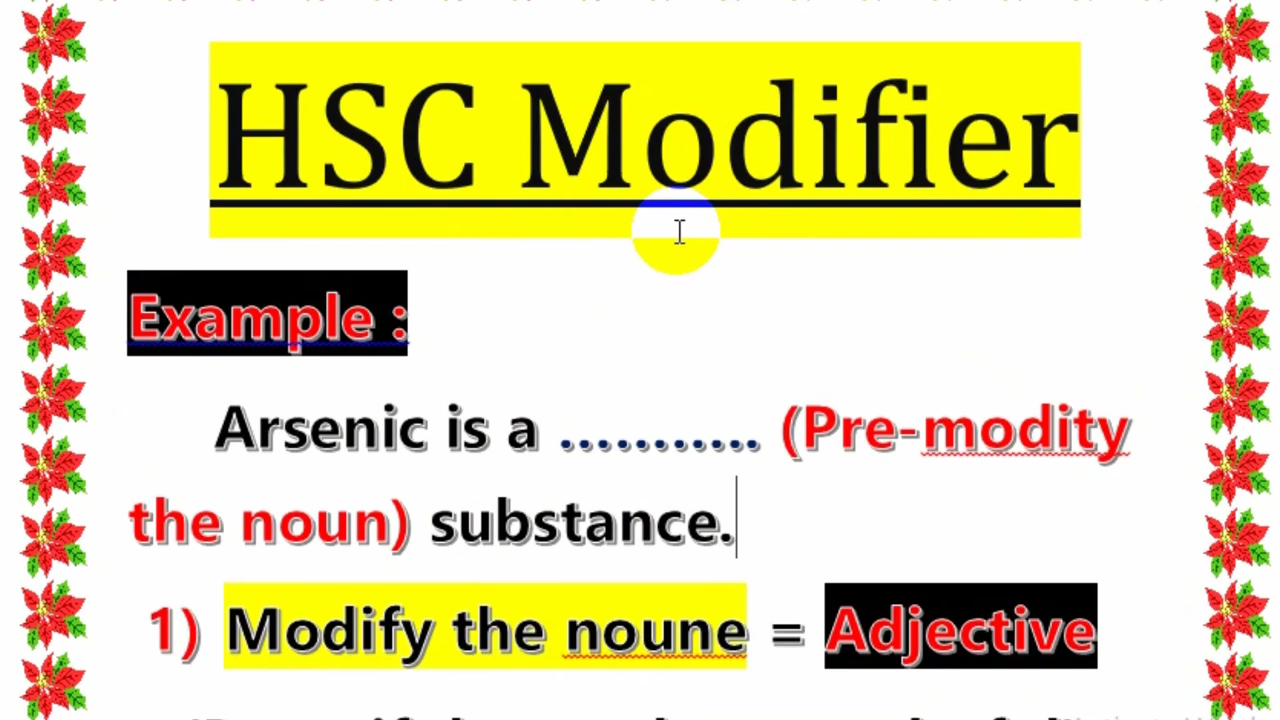 HSC Modifier
Example :
Arsenic is a ........... (Pre-modity
the noun) substance.
1) Modify the noune = Adjective